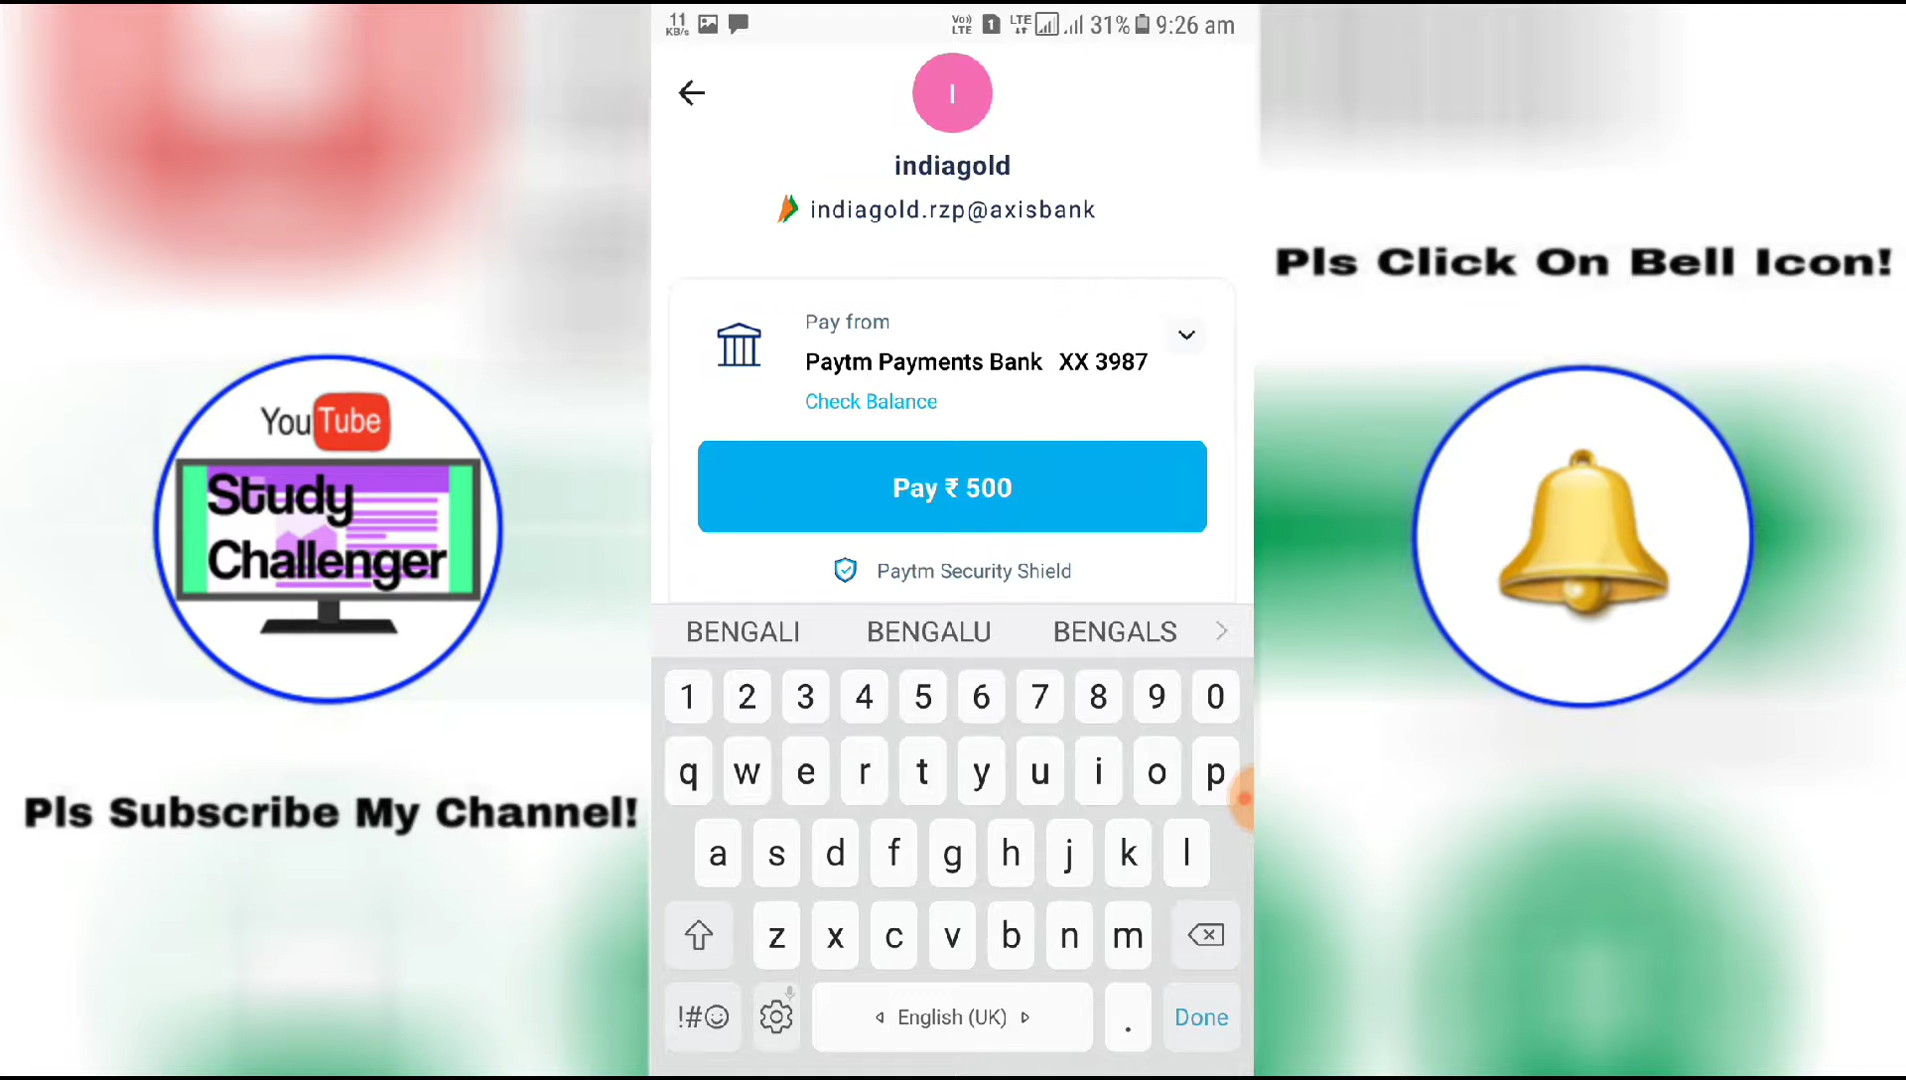 11
KB/s
Vo))
LTE
1
LTE
31%
9:26 am
I
indiagold
indiagold.rzp@axisbank
Pay from
Paytm Payments Bank XX 3987
Check Balance
Pay ₹ 500
Paytm Security Shield
BENGALI BENGALU BENGALS
1 2 3 4 5 6 7 8 9 0
q w e r t y u i o p
a s d f g h j k l
z x c v b n m
!#☺ English (UK) . Done
YouTube
Study
Challenger
Pls Subscribe My Channel!
Pls Click On Bell Icon!